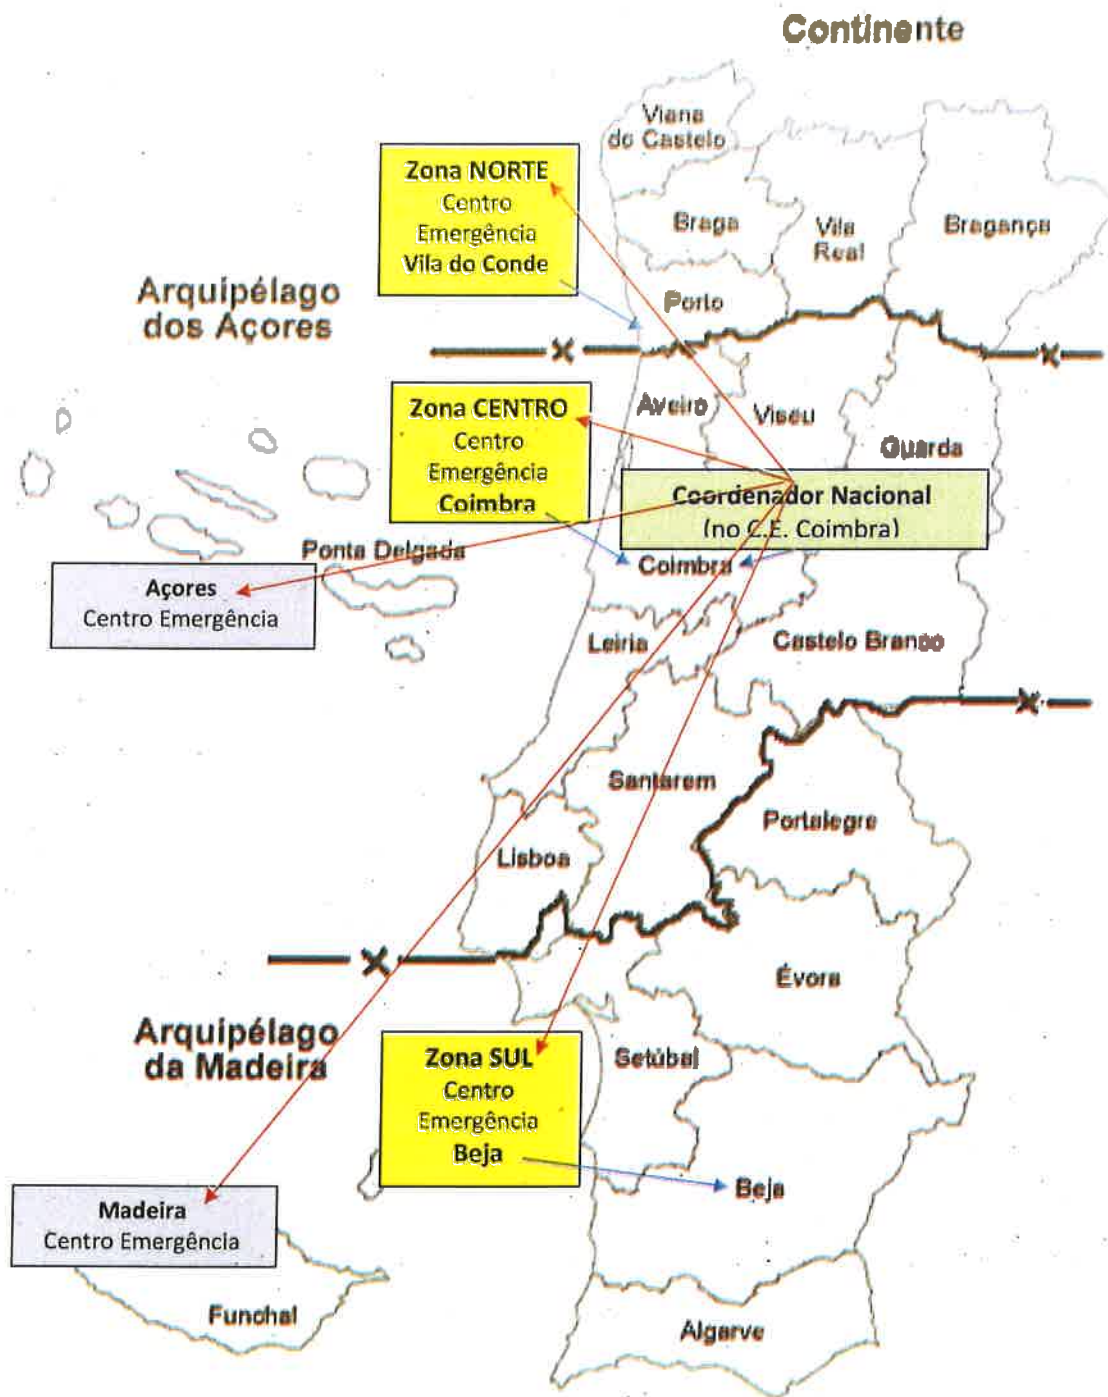 Continente
Viana
do Castelo
Zona NORTE
Centro
Emergência
Vila do Conde
Braga
Vila
Real
Bragança
Porto
Arquipélago
dos Açores
Zona CENTRO
Centro
Emergência
Coimbra
Aveiro
Viseu
Guarda
Coordenador Nacional
(no C.E. Coimbra)
Ponta Delgada
Coimbra
Açores
Centro Emergência
Leiria
Castelo Branco
Santarem
Portalegre
Lisboa
Évora
Arquipélago
da Madeira
Zona SUL
Centro
Emergência
Beja
Setúbal
Beja
Madeira
Centro Emergência
Funchal
Algarve